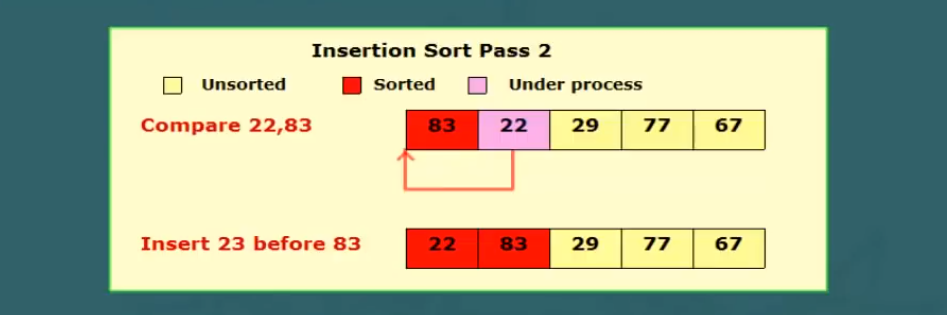 Insertion Sort Pass 2
Unsorted Sorted Under process
Compare 22,83 83 22 29 77 67
Insert 23 before 83 22 83 29 77 67